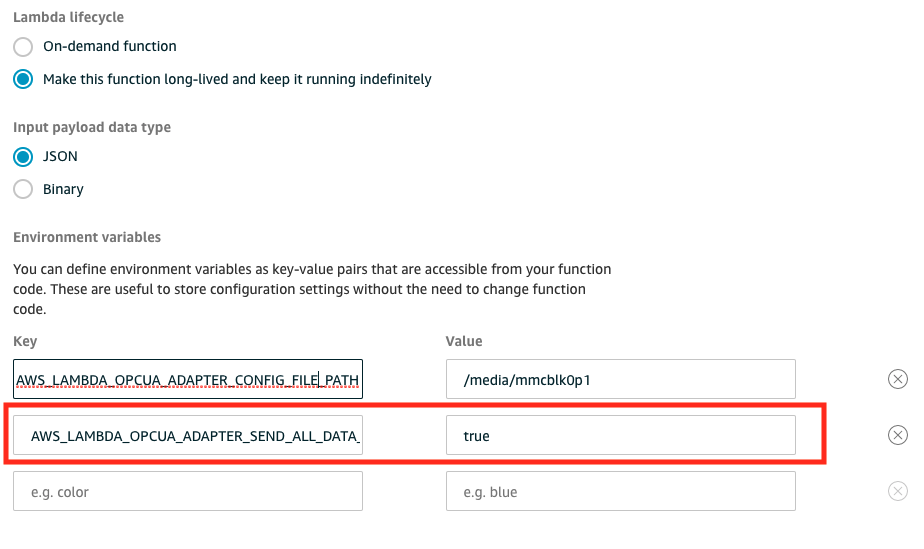 Lambda lifecycle
On-demand function
Make this function long-lived and keep it running indefinitely
Input payload data type
JSON
Binary
Environment variables
You can define environment variables as key-value pairs that are accessible from your function
code. These are useful to store configuration settings without the need to change function
code.
Key Value
AWS_LAMBDA_OPCUA_ADAPTER_CONFIG_FILE_PATH /media/mmcblk0p1
AWS_LAMBDA_OPCUA_ADAPTER_SEND_ALL_DATA_ true
e.g. color e.g. blue